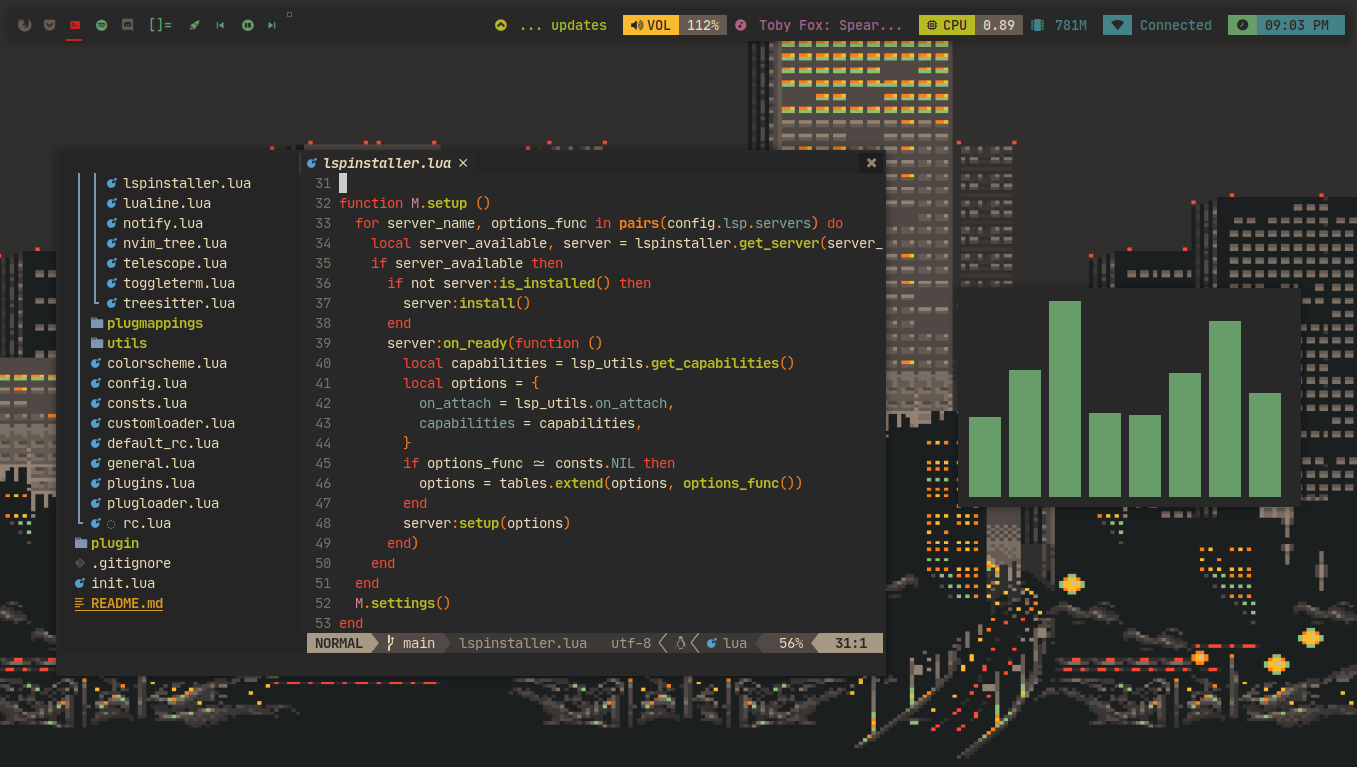 []= ... updates VOL 112% Toby Fox: Spear... CPU 0.89 781M Connected 09:03 PM
lspinstaller.lua
lualine.lua
notify.lua
nvim_tree.lua
telescope.lua
toggleterm.lua
treesitter.lua
plugmappings
utils
colorscheme.lua
config.lua
consts.lua
customloader.lua
default_rc.lua
general.lua
plugins.lua
plugloader.lua
rc.lua
plugin
.gitignore
init.lua
README.md
lspinstaller.lua ×
31
32 function M.setup ()
33   for server_name, options_func in pairs(config.lsp.servers) do
34     local server_available, server = lspinstaller.get_server(server_
35     if server_available then
36       if not server:is_installed() then
37         server:install()
38       end
39       server:on_ready(function ()
40         local capabilities = lsp_utils.get_capabilities()
41         local options = {
42           on_attach = lsp_utils.on_attach,
43           capabilities = capabilities,
44         }
45         if options_func ≃ consts.NIL then
46           options = tables.extend(options, options_func())
47         end
48         server:setup(options)
49       end)
50     end
51   end
52   M.settings()
53 end
NORMAL main lspinstaller.lua utf-8 lua 56% 31:1